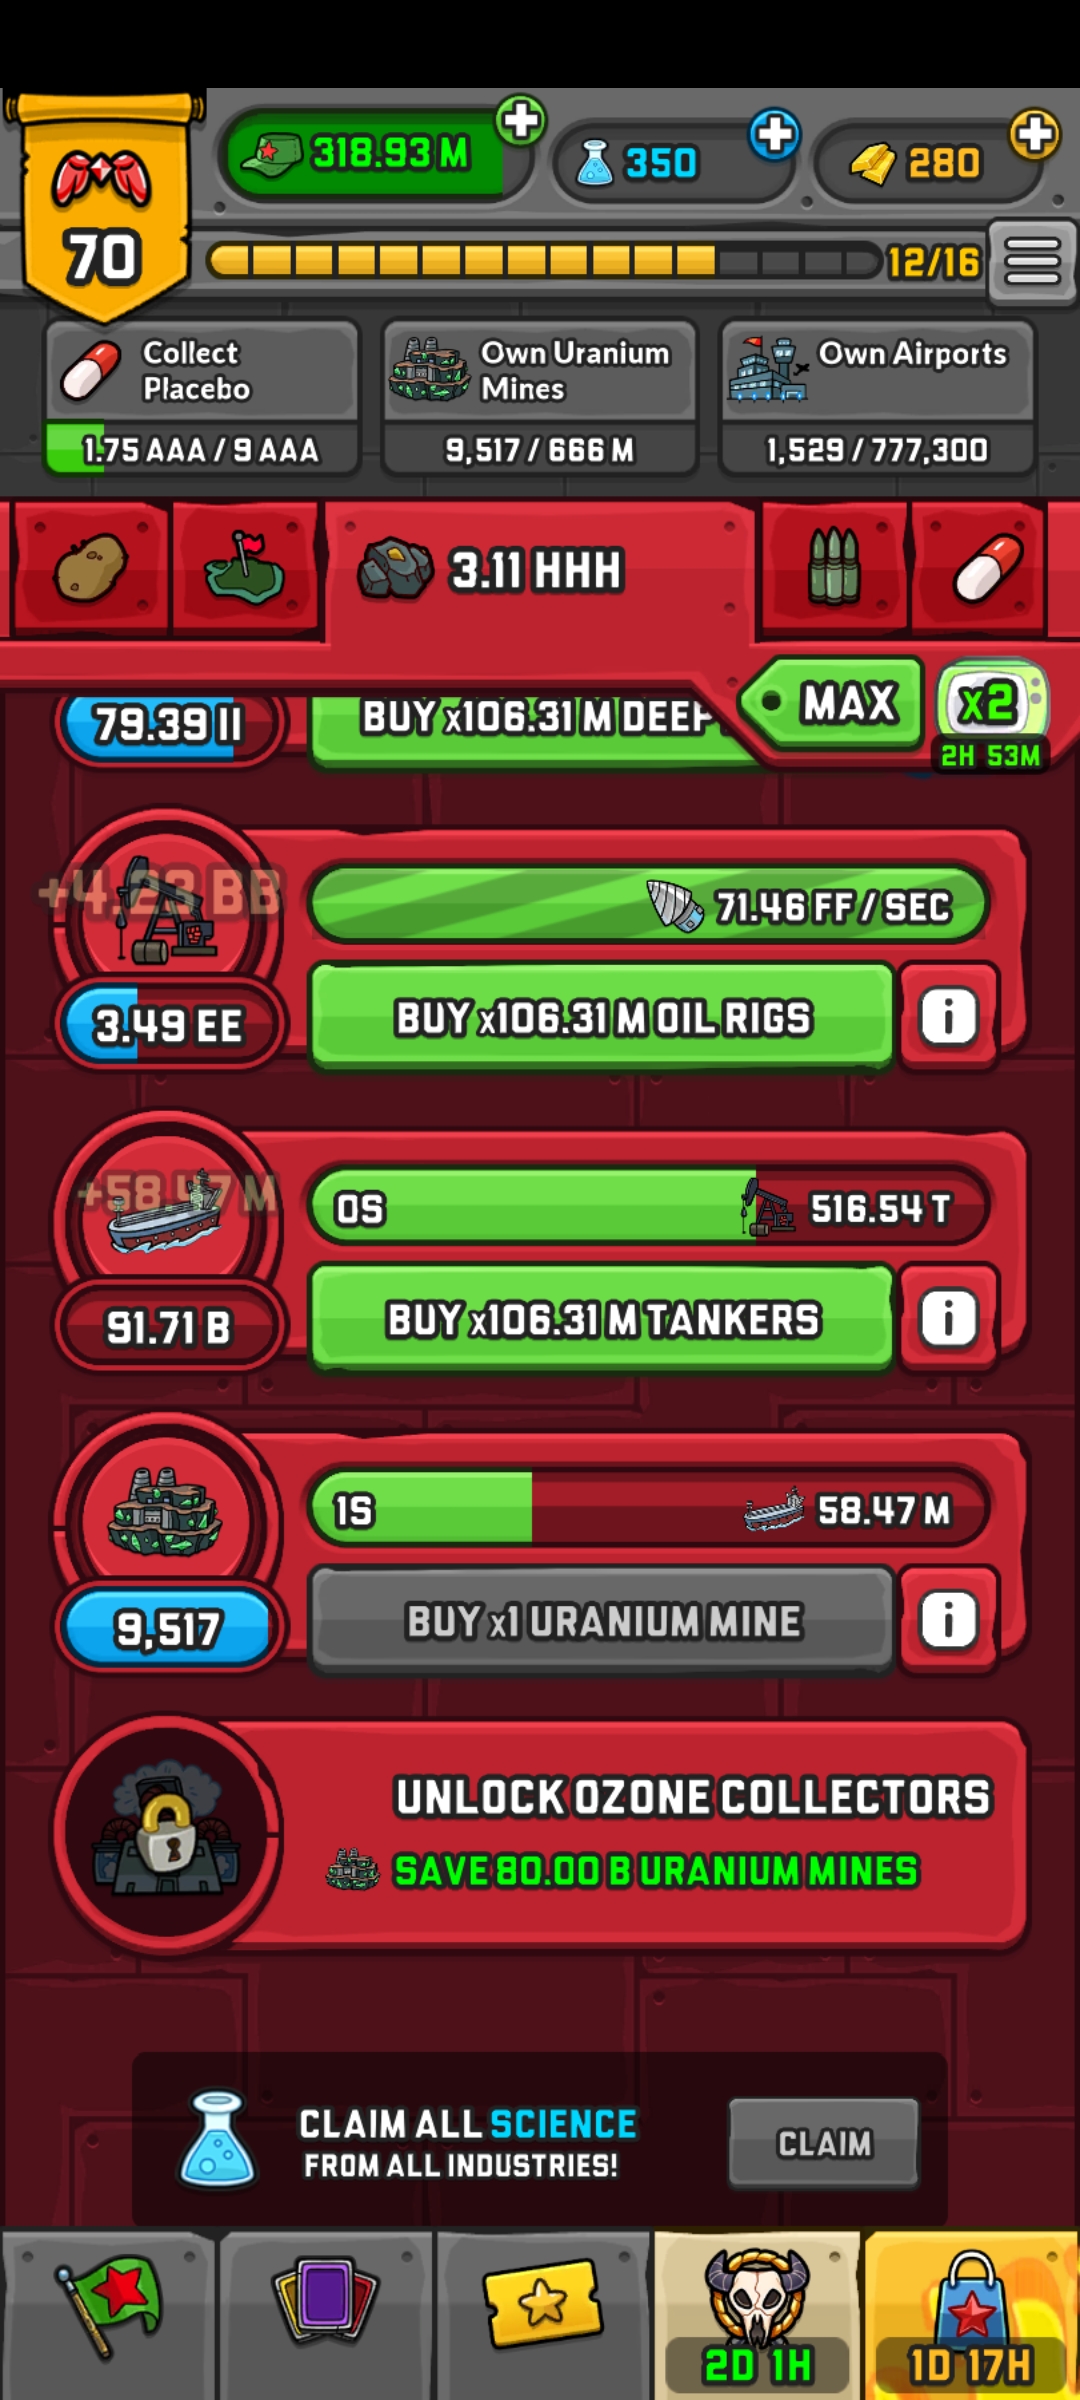 318.93 M
350
280
70
12/16
Collect
Placebo
1.75 AAA / 9 AAA
Own Uranium
Mines
9,517 / 666 M
Own Airports
1,529 / 777,300
3.11 HHH
MAX
x2
2H 53M
79.39 II
BUY x106.31 M DEEP
+4.23 BB
71.46 FF / SEC
3.49 EE
BUY x106.31 M OIL RIGS
i
+58.47 M
0S
516.54 T
91.71 B
BUY x106.31 M TANKERS
i
1S
58.47 M
9,517
BUY x1 URANIUM MINE
i
UNLOCK OZONE COLLECTORS
SAVE 80.00 B URANIUM MINES
CLAIM ALL SCIENCE
FROM ALL INDUSTRIES!
CLAIM
2D 1H
1D 17H